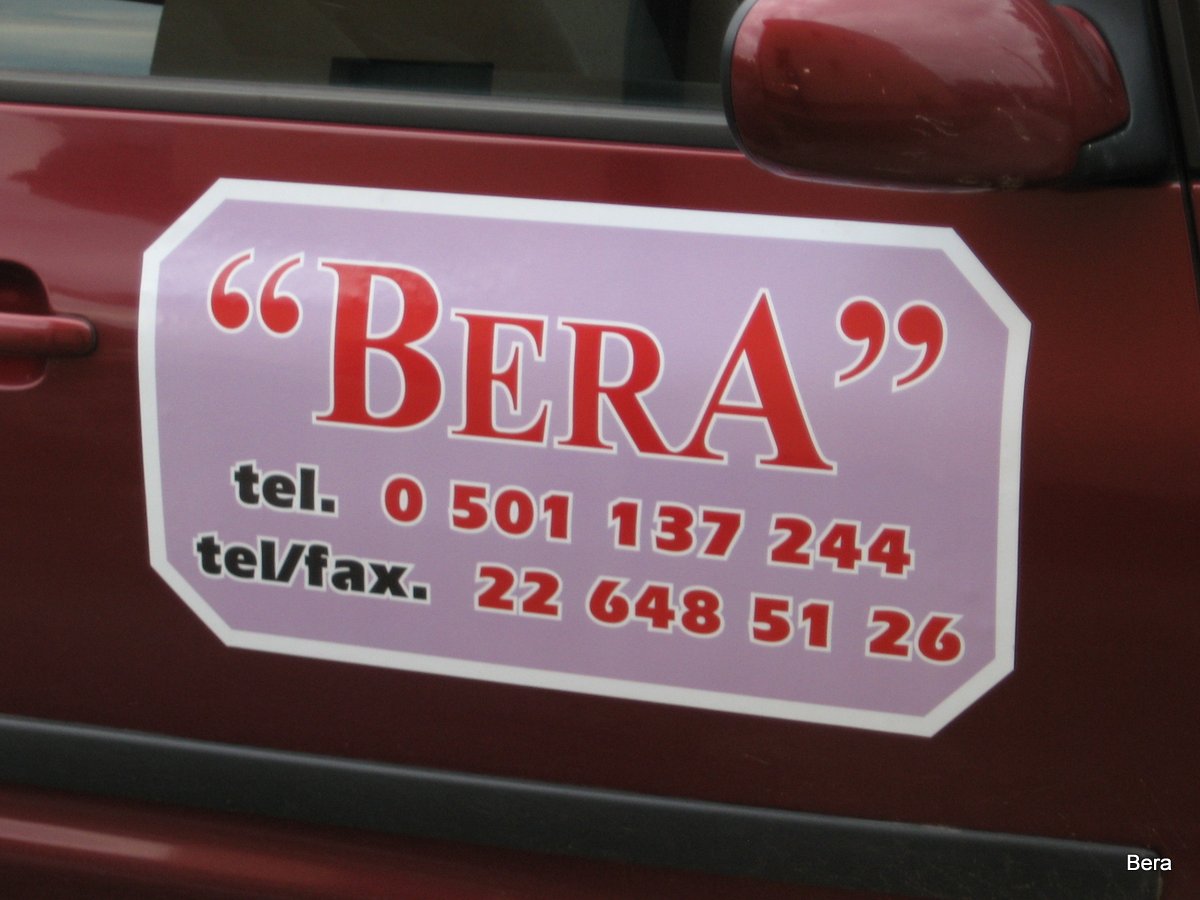 “BERA”
tel. 0 501 137 244
tel/fax. 22 648 51 26
Bera